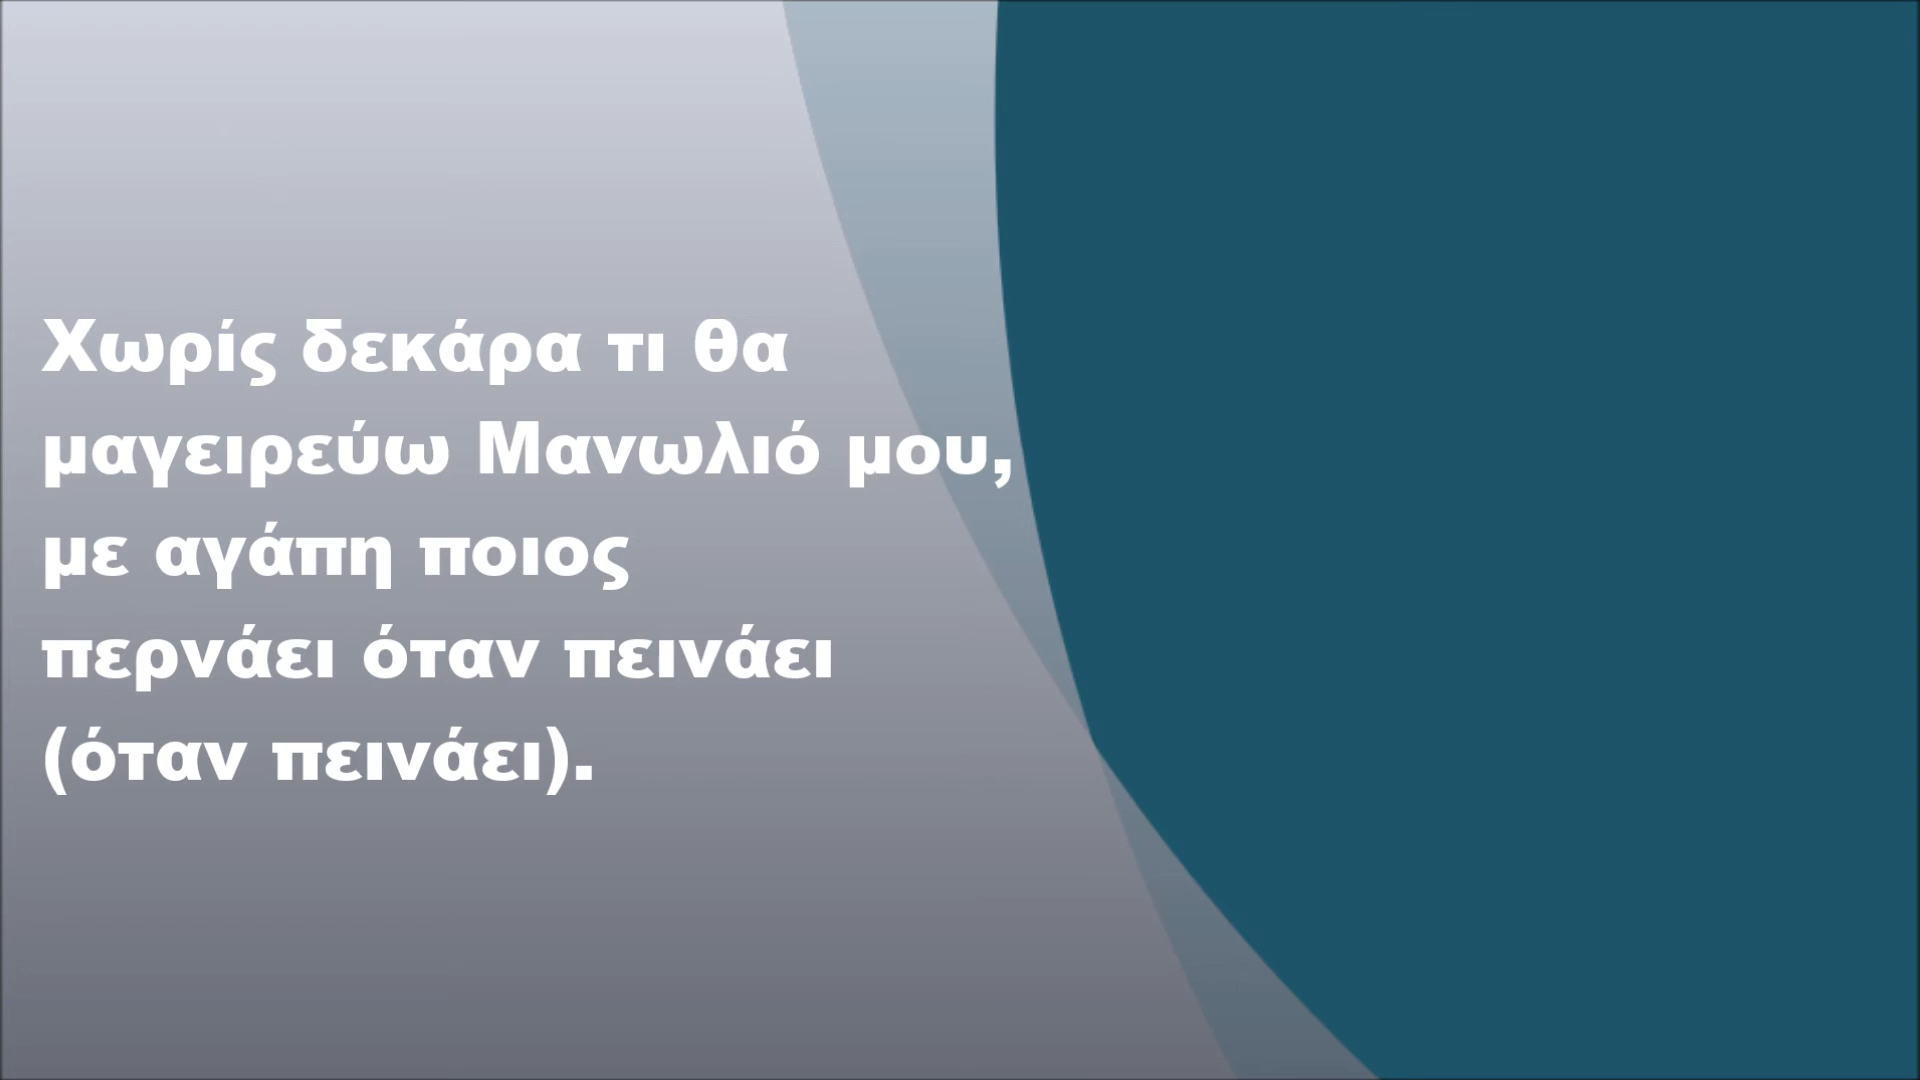 Χωρίς δεκάρα τι θα
μαγειρεύω Μανωλιό μου,
με αγάπη ποιος
περνάει όταν πεινάει
(όταν πεινάει).